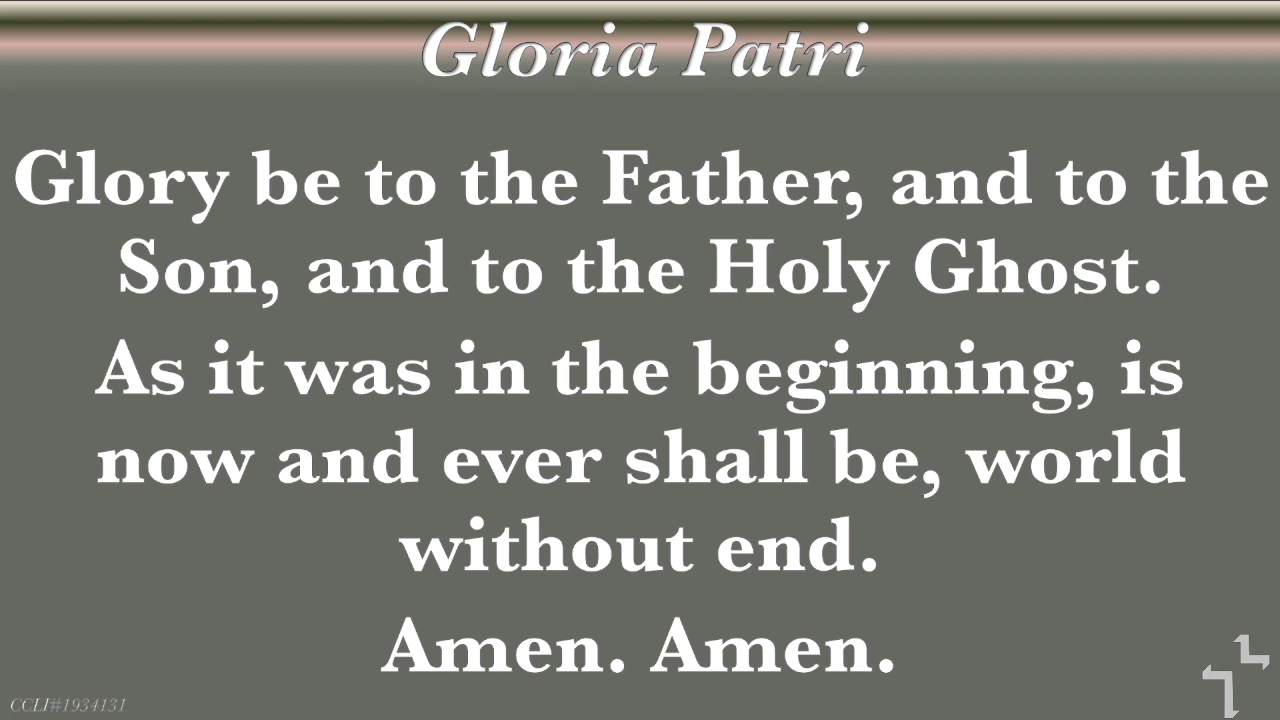 Gloria Patri
Glory be to the Father, and to the
Son, and to the Holy Ghost.
As it was in the beginning, is
now and ever shall be, world
without end.
Amen. Amen.
CCLI#1934131